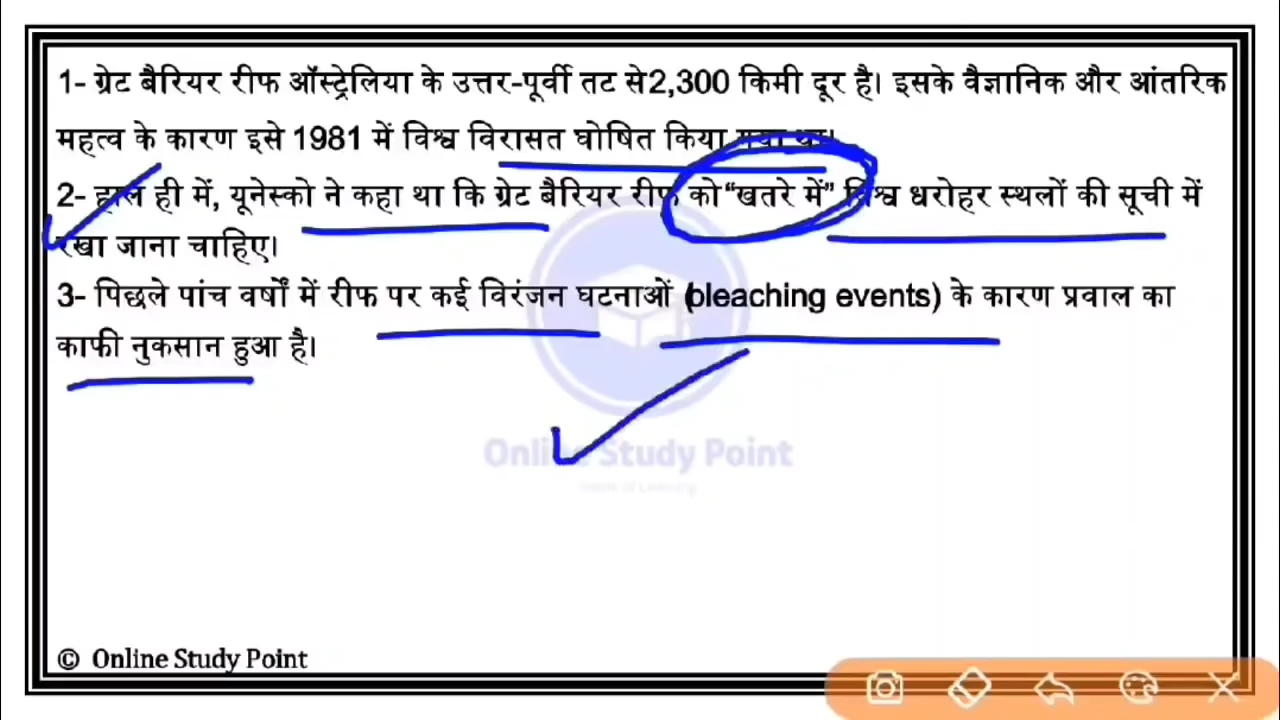 1- ग्रेट बैरियर रीफ ऑस्ट्रेलिया के उत्तर-पूर्वी तट से2,300 किमी दूर है। इसके वैज्ञानिक और आंतरिक
महत्व के कारण इसे 1981 में विश्व विरासत घोषित किया गया था।
2- हाल ही में, यूनेस्को ने कहा था कि ग्रेट बैरियर रीफ को“खतरे में” विश्व धरोहर स्थलों की सूची में
रखा जाना चाहिए।
3- पिछले पांच वर्षों में रीफ पर कई विरंजन घटनाओं (bleaching events) के कारण प्रवाल का
काफी नुकसान हुआ है।
Online Study Point
© Online Study Point